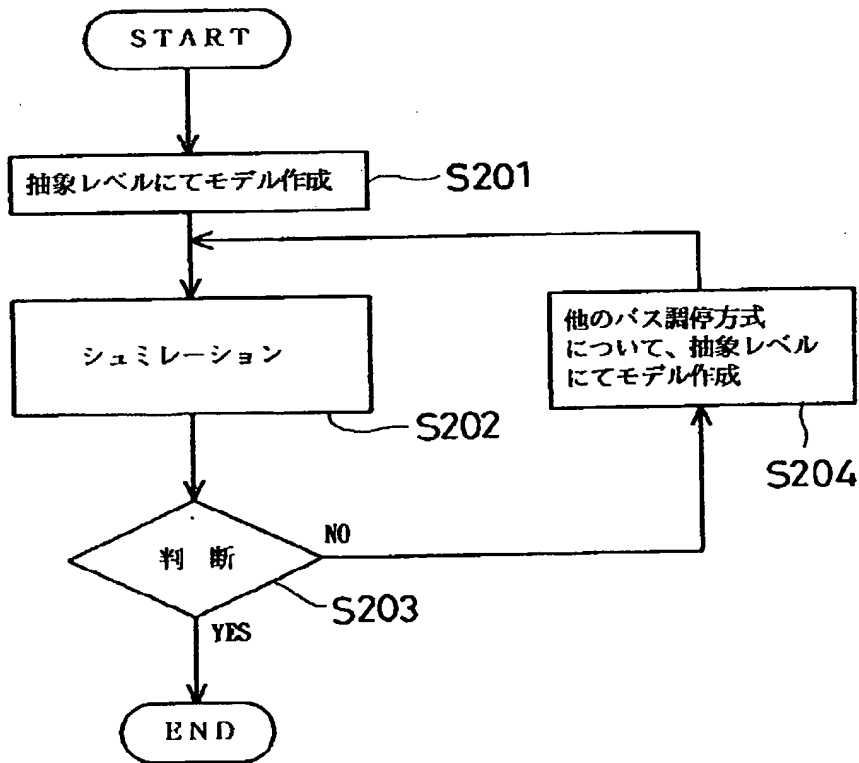 START
抽象レベルにてモデル作成
S201
シュミレーション
S202
他のバス調停方式
について、抽象レベル
にてモデル作成
S204
判 断
NO
S203
YES
END